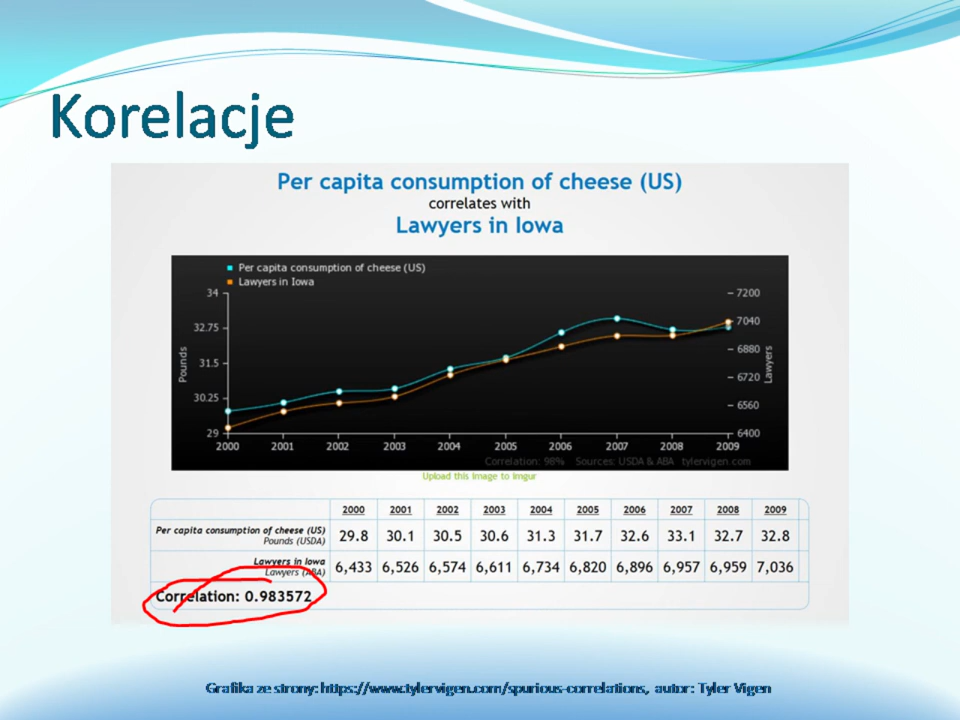 Korelacje
Per capita consumption of cheese (US)
correlates with
Lawyers in Iowa
Per capita consumption of cheese (US)
Lawyers in Iowa
34
32.75
31.5
30.25
29
Pounds
7200
7040
6880
6720
6560
6400
Lawyers
2000 2001 2002 2003 2004 2005 2006 2007 2008 2009
Correlation: 98% Sources: USDA & ABA tylervigen.com
Upload this image to imgur
2000 2001 2002 2003 2004 2005 2006 2007 2008 2009
Per capita consumption of cheese (US)
Pounds (USDA)
29.8 30.1 30.5 30.6 31.3 31.7 32.6 33.1 32.7 32.8
Lawyers in Iowa
Lawyers (ABA)
6,433 6,526 6,574 6,611 6,734 6,820 6,896 6,957 6,959 7,036
Correlation: 0.983572
Grafika ze strony: https://www.tylervigen.com/spurious-correlations, autor: Tyler Vigen